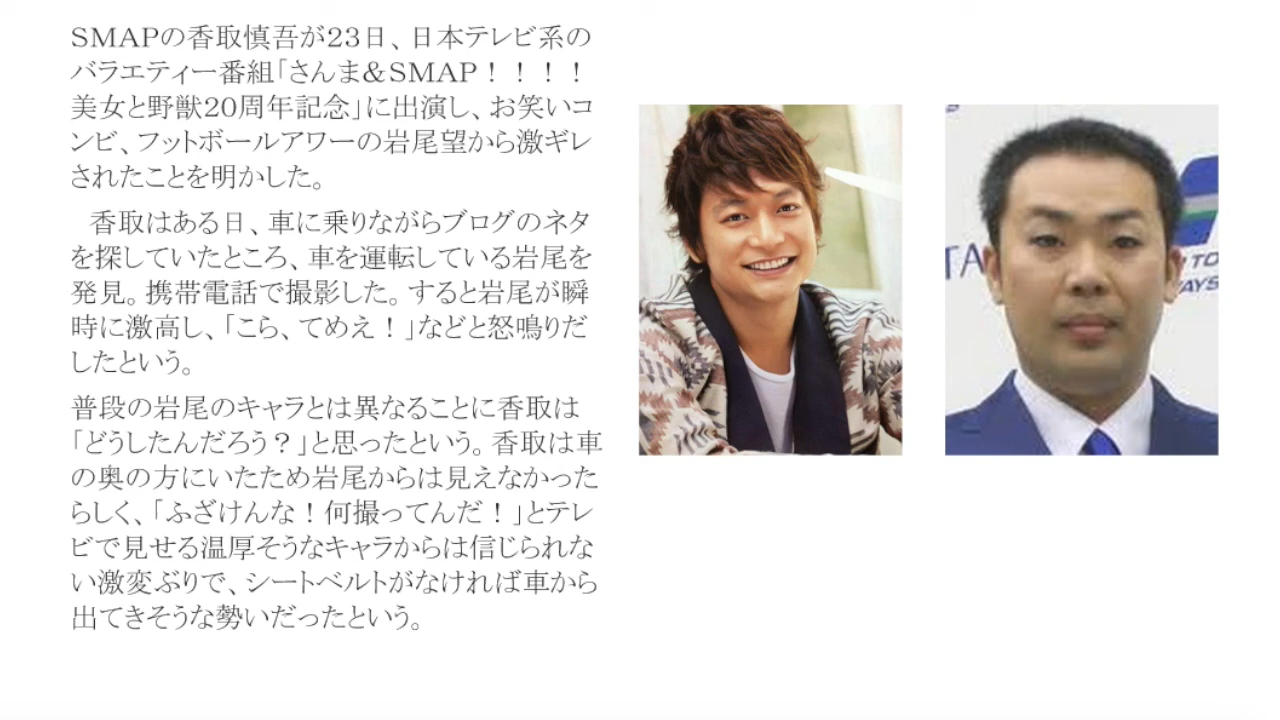 SMAPの香取慎吾が23日、日本テレビ系の
バラエティー番組「さんま＆SMAP！！！！
美女と野獣20周年記念」に出演し、お笑いコ
ンビ、フットボールアワーの岩尾望から激ギレ
されたことを明かした。
　香取はある日、車に乗りながらブログのネタ
を探していたところ、車を運転している岩尾を
発見。携帯電話で撮影した。すると岩尾が瞬
時に激高し、「こら、てめえ！」などと怒鳴りだ
したという。
普段の岩尾のキャラとは異なることに香取は
「どうしたんだろう？」と思ったという。香取は車
の奥の方にいたため岩尾からは見えなかった
らしく、「ふざけんな！何撮ってんだ！」とテレ
ビで見せる温厚そうなキャラからは信じられな
い激変ぶりで、シートベルトがなければ車から
出てきそうな勢いだったという。
TA
TO
WAYS